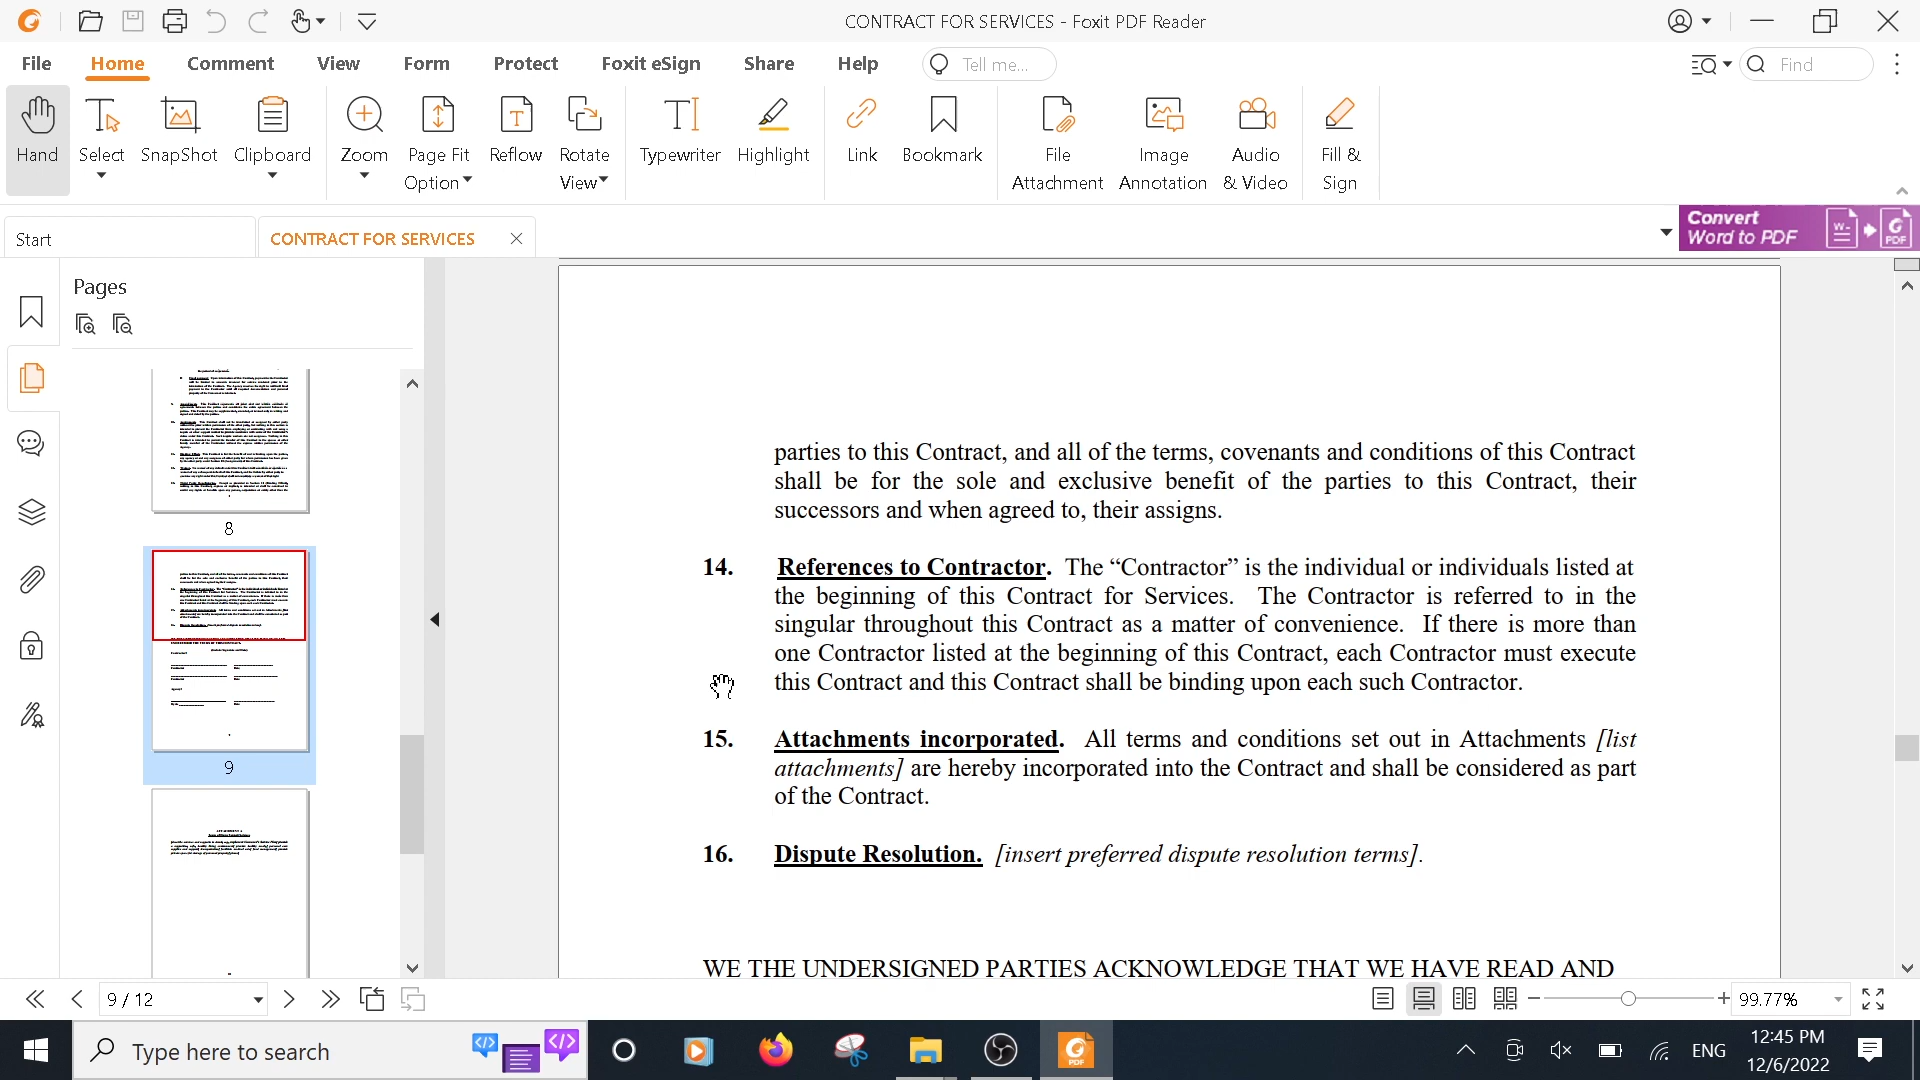 CONTRACT FOR SERVICES - Foxit PDF Reader
File Home Comment View Form Protect Foxit eSign Share Help Tell me... Find
Hand Select SnapShot Clipboard Zoom Page Fit Option Reflow Rotate View Typewriter Highlight Link Bookmark File Attachment Image Annotation Audio & Video Fill & Sign
Start CONTRACT FOR SERVICES
Convert
Word to PDF
Pages
8
9
parties to this Contract, and all of the terms, covenants and conditions of this Contract
shall be for the sole and exclusive benefit of the parties to this Contract, their
successors and when agreed to, their assigns.
14. References to Contractor. The “Contractor” is the individual or individuals listed at
the beginning of this Contract for Services. The Contractor is referred to in the
singular throughout this Contract as a matter of convenience. If there is more than
one Contractor listed at the beginning of this Contract, each Contractor must execute
this Contract and this Contract shall be binding upon each such Contractor.
15. Attachments incorporated. All terms and conditions set out in Attachments [list
attachments] are hereby incorporated into the Contract and shall be considered as part
of the Contract.
16. Dispute Resolution. [insert preferred dispute resolution terms].
WE THE UNDERSIGNED PARTIES ACKNOWLEDGE THAT WE HAVE READ AND
9 / 12
99.77%
Type here to search
ENG
12:45 PM
12/6/2022